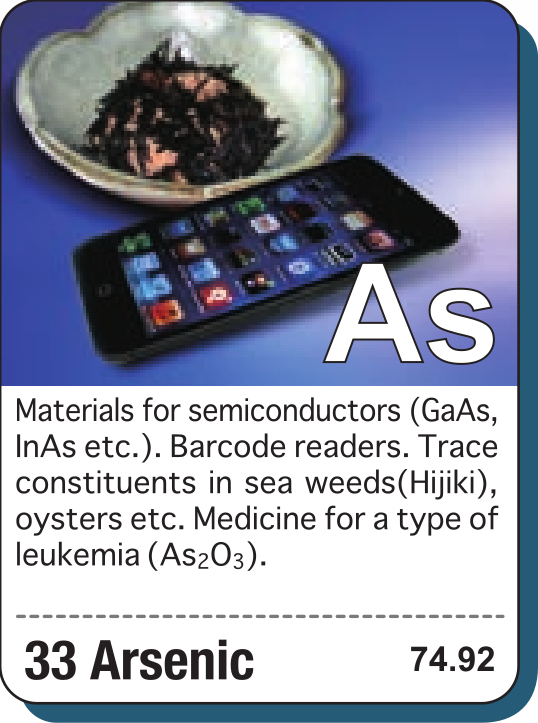 As
Materials for semiconductors (GaAs,
InAs etc.). Barcode readers. Trace
constituents in sea weeds(Hijiki),
oysters etc. Medicine for a type of
leukemia (As₂O₃).
33 Arsenic 74.92